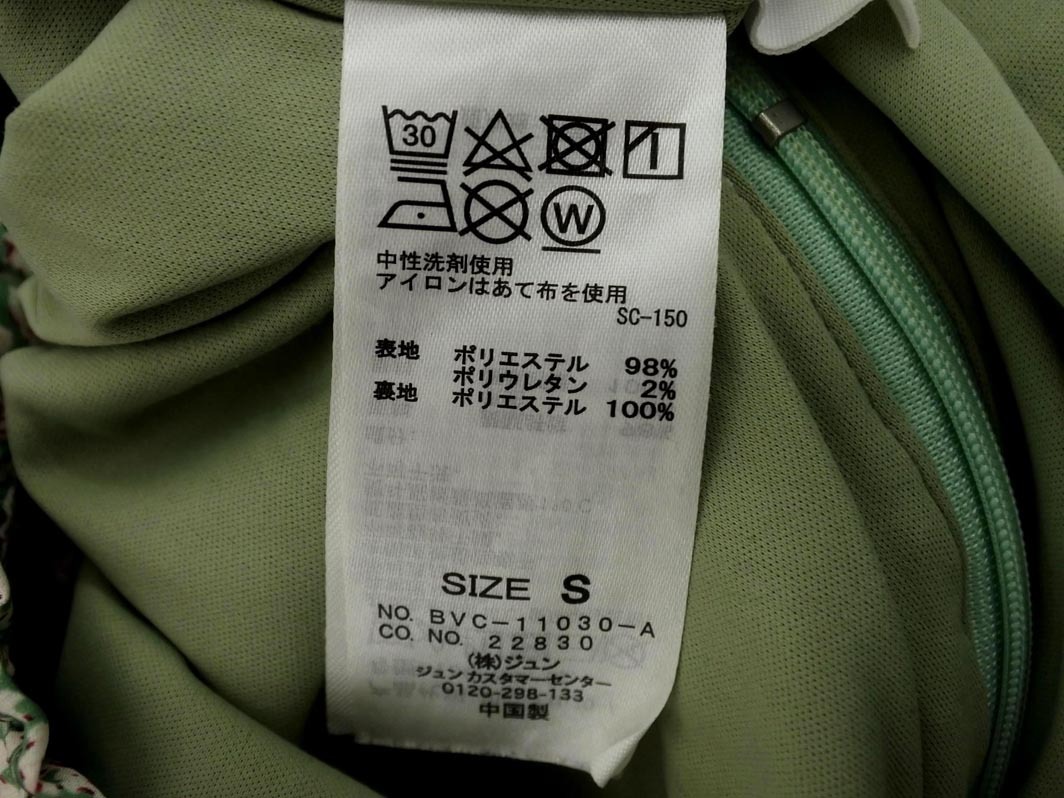 30
W
中性洗剤使用
アイロンはあて布を使用
SC-150
表地 ポリエステル 98%
ポリウレタン 2%
裏地 ポリエステル 100%
SIZE S
NO. BVC-11030-A
CO. NO. 22830
(株)ジュン
ジュンカスタマーセンター
0120-298-133
中国製